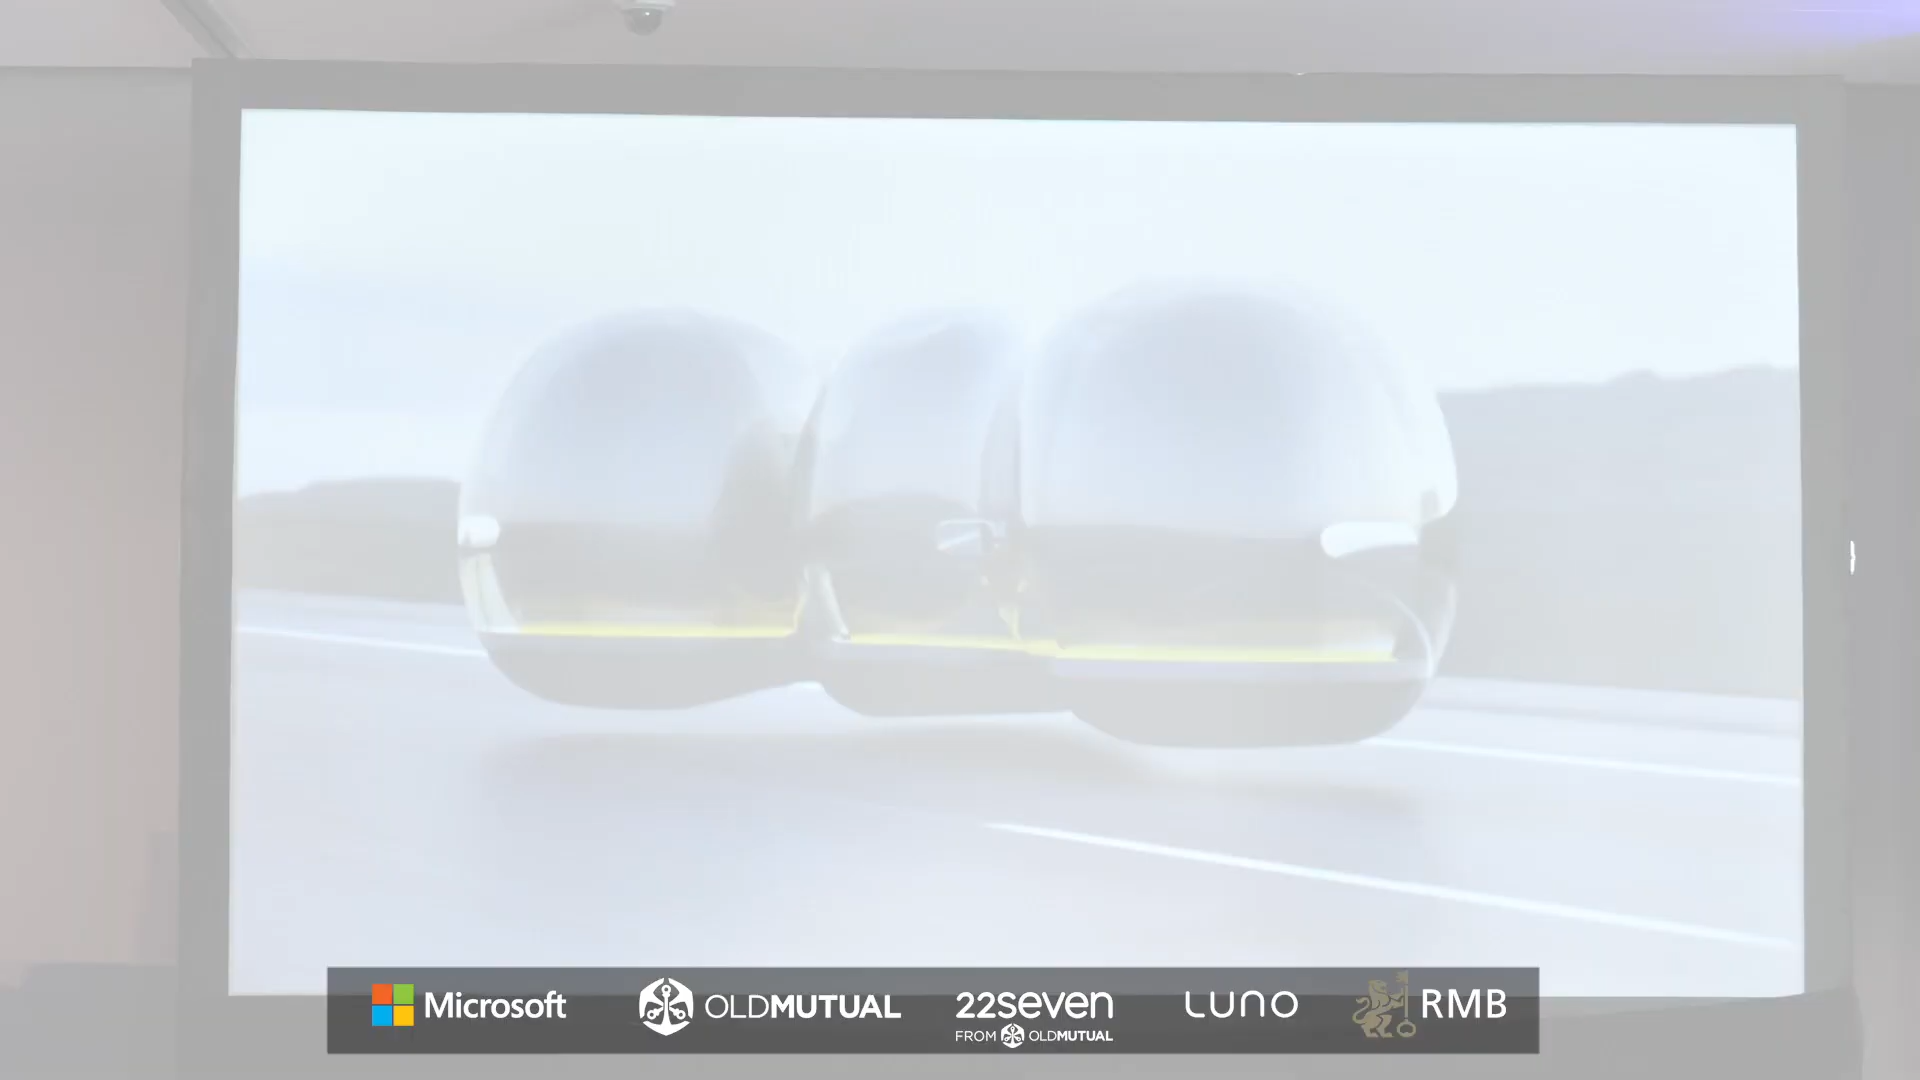 Microsoft
OLDMUTUAL
22seven
FROM OLDMUTUAL
LUNO
RMB